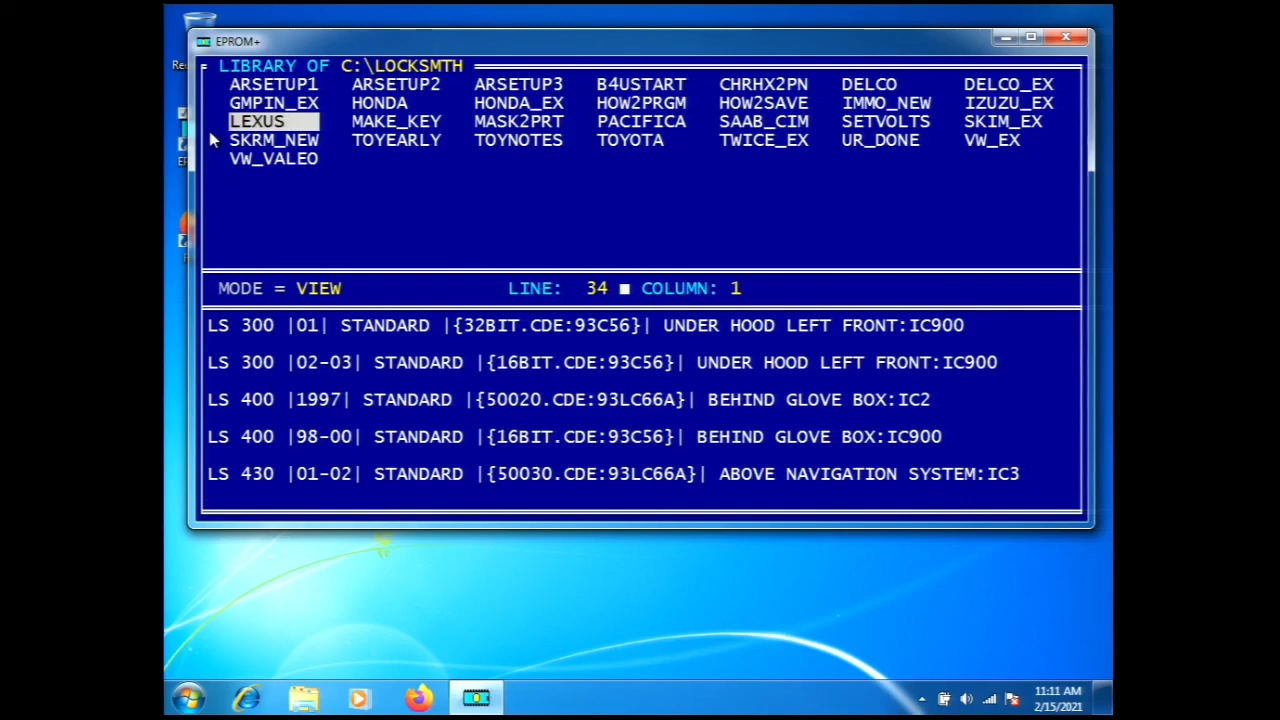 EPROM+
LIBRARY OF C:\LOCKSMTH
ARSETUP1 ARSETUP2 ARSETUP3 B4USTART CHRHX2PN DELCO DELCO_EX
GMPIN_EX HONDA HONDA_EX HOW2PRGM HOW2SAVE IMMO_NEW IZUZU_EX
LEXUS MAKE_KEY MASK2PRT PACIFICA SAAB_CIM SETVOLTS SKIM_EX
SKRM_NEW TOYEARLY TOYNOTES TOYOTA TWICE_EX UR_DONE VW_EX
VW_VALEO
MODE = VIEW LINE: 34 ■ COLUMN: 1
LS 300 |01| STANDARD |{32BIT.CDE:93C56}| UNDER HOOD LEFT FRONT:IC900
LS 300 |02-03| STANDARD |{16BIT.CDE:93C56}| UNDER HOOD LEFT FRONT:IC900
LS 400 |1997| STANDARD |{50020.CDE:93LC66A}| BEHIND GLOVE BOX:IC2
LS 400 |98-00| STANDARD |{16BIT.CDE:93C56}| BEHIND GLOVE BOX:IC900
LS 430 |01-02| STANDARD |{50030.CDE:93LC66A}| ABOVE NAVIGATION SYSTEM:IC3
11:11 AM
2/15/2021